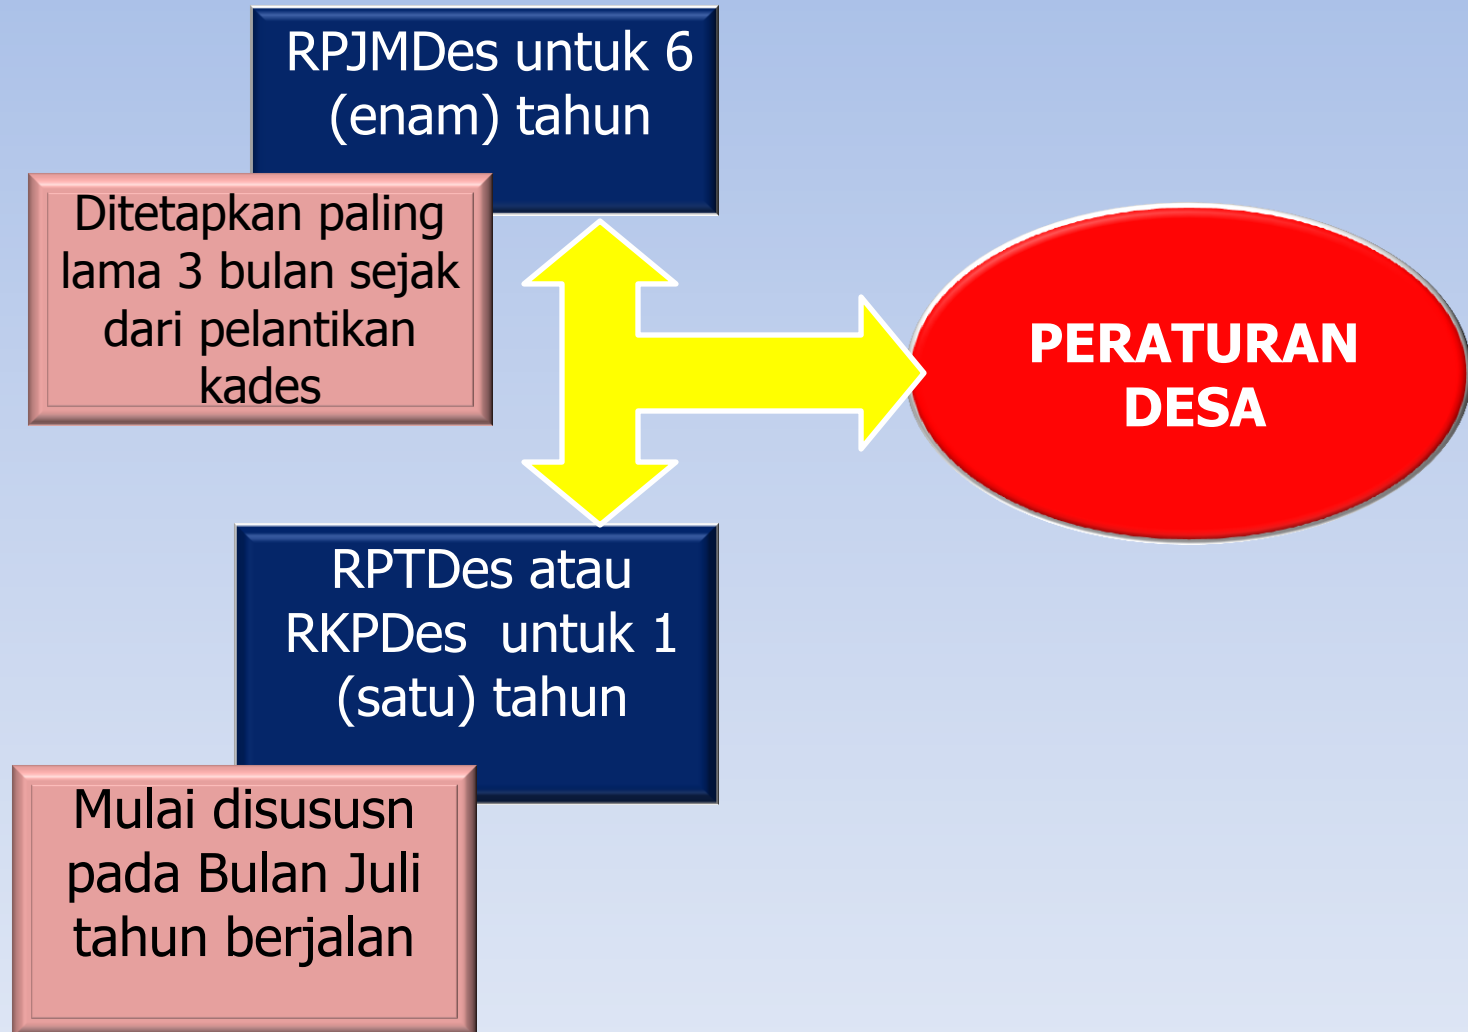 RPJMDes untuk 6
(enam) tahun
Ditetapkan paling
lama 3 bulan sejak
dari pelantikan
kades
PERATURAN
DESA
RPTDes atau
RKPDes untuk 1
(satu) tahun
Mulai disususn
pada Bulan Juli
tahun berjalan